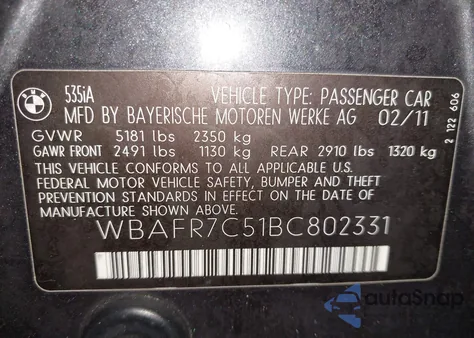 BMW
535iA
VEHICLE TYPE: PASSENGER CAR
MFD BY BAYERISCHE MOTOREN WERKE AG 02/11
GVWR 5181 lbs 2350 kg
GAWR FRONT 2491 lbs 1130 kg REAR 2910 lbs 1320 kg
THIS VEHICLE CONFORMS TO ALL APPLICABLE U.S.
FEDERAL MOTOR VEHICLE SAFETY, BUMPER AND THEFT
PREVENTION STANDARDS IN EFFECT ON THE DATE OF
MANUFACTURE SHOWN ABOVE.
WBAFR7C51BC802331
2 122 606
autoSnap